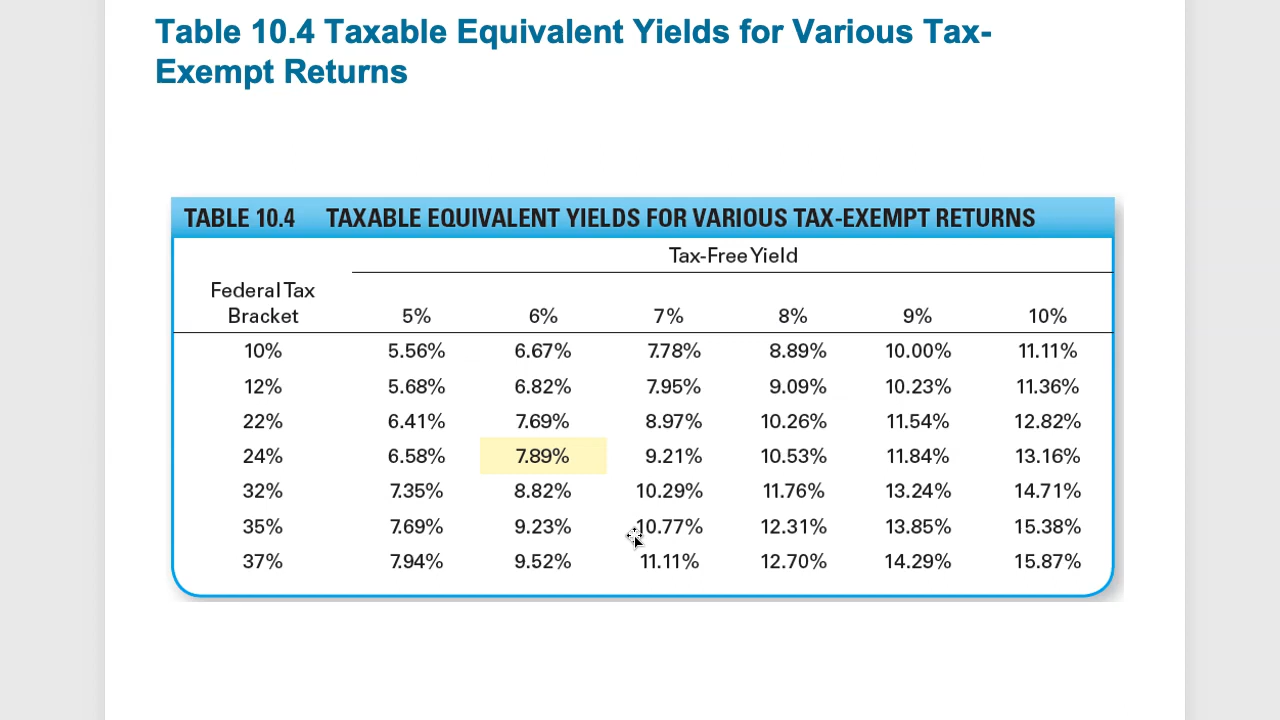 Table 10.4 Taxable Equivalent Yields for Various Tax-
Exempt Returns
TABLE 10.4 TAXABLE EQUIVALENT YIELDS FOR VARIOUS TAX-EXEMPT RETURNS
Tax-Free Yield
Federal Tax
Bracket 5% 6% 7% 8% 9% 10%
10% 5.56% 6.67% 7.78% 8.89% 10.00% 11.11%
12% 5.68% 6.82% 7.95% 9.09% 10.23% 11.36%
22% 6.41% 7.69% 8.97% 10.26% 11.54% 12.82%
24% 6.58% 7.89% 9.21% 10.53% 11.84% 13.16%
32% 7.35% 8.82% 10.29% 11.76% 13.24% 14.71%
35% 7.69% 9.23% 10.77% 12.31% 13.85% 15.38%
37% 7.94% 9.52% 11.11% 12.70% 14.29% 15.87%